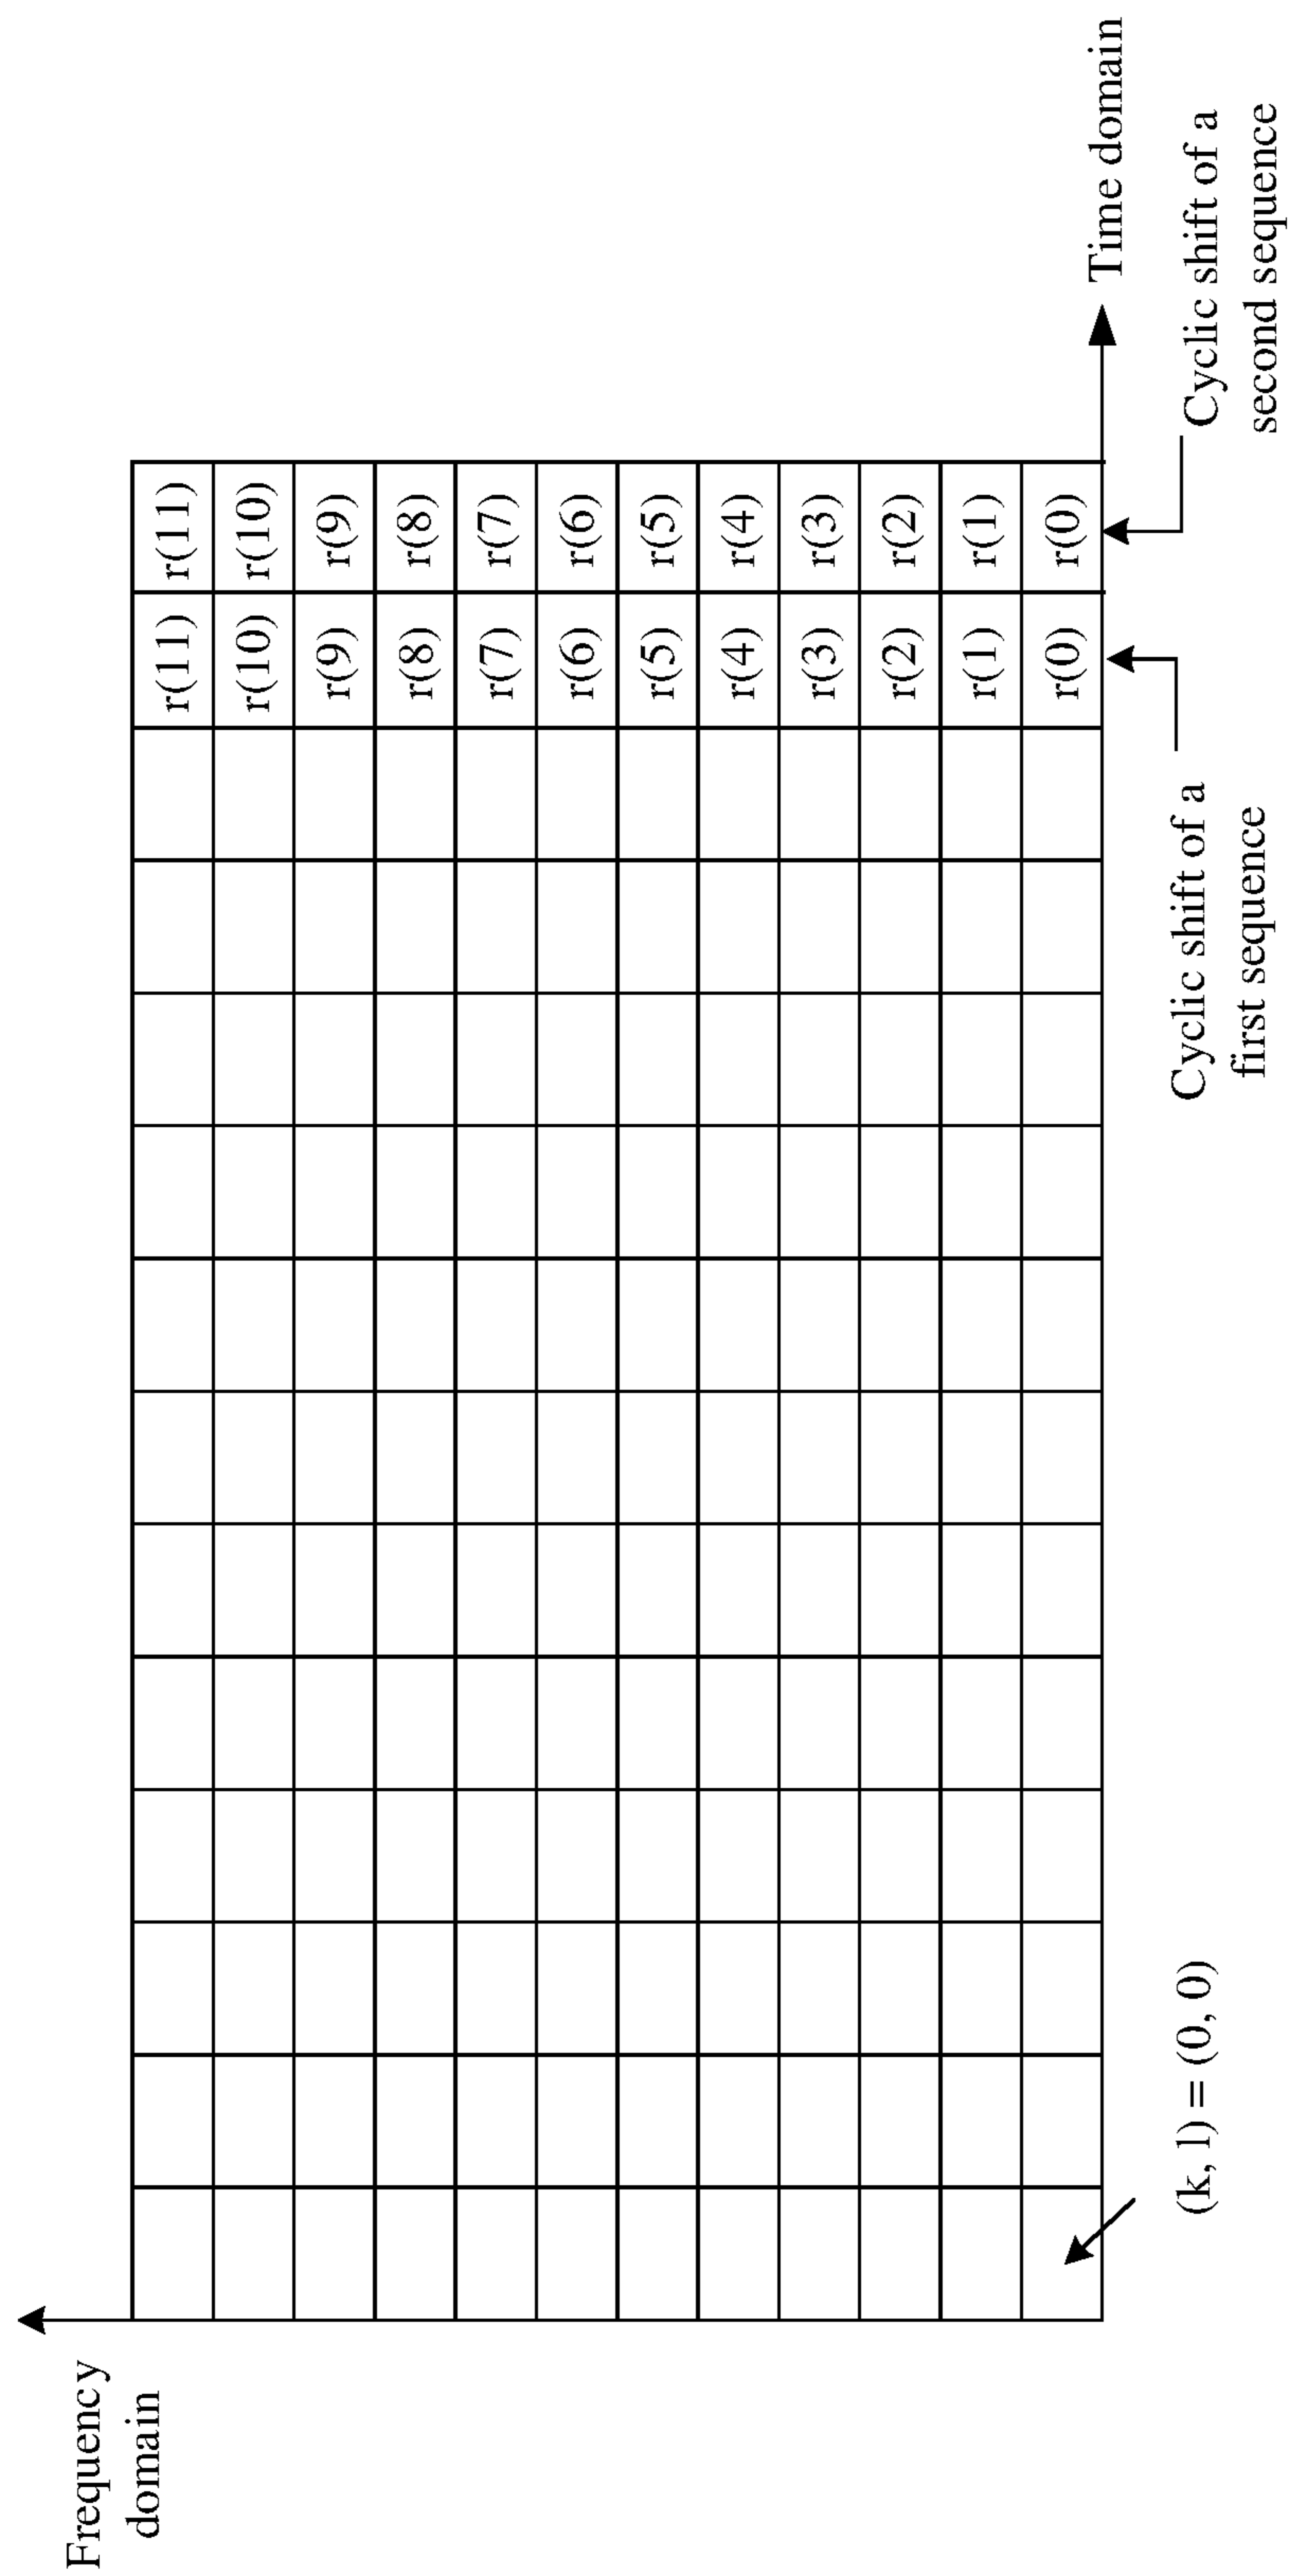 Frequency
domain
r(11) r(11)
r(10) r(10)
r(9) r(9)
r(8) r(8)
r(7) r(7)
r(6) r(6)
r(5) r(5)
r(4) r(4)
r(3) r(3)
r(2) r(2)
r(1) r(1)
r(0) r(0)
Time domain
(k, l) = (0, 0)
Cyclic shift of a
first sequence
Cyclic shift of a
second sequence